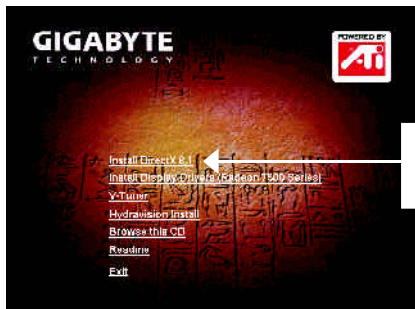 GIGABYTE
TECHNOLOGY
POWERED BY
ATi
Install DirectX 8.1
Install Display Drivers (Radeon 7500 Series)
V-Tuner
Hydravision Install
Browse this CD
Readme
Exit